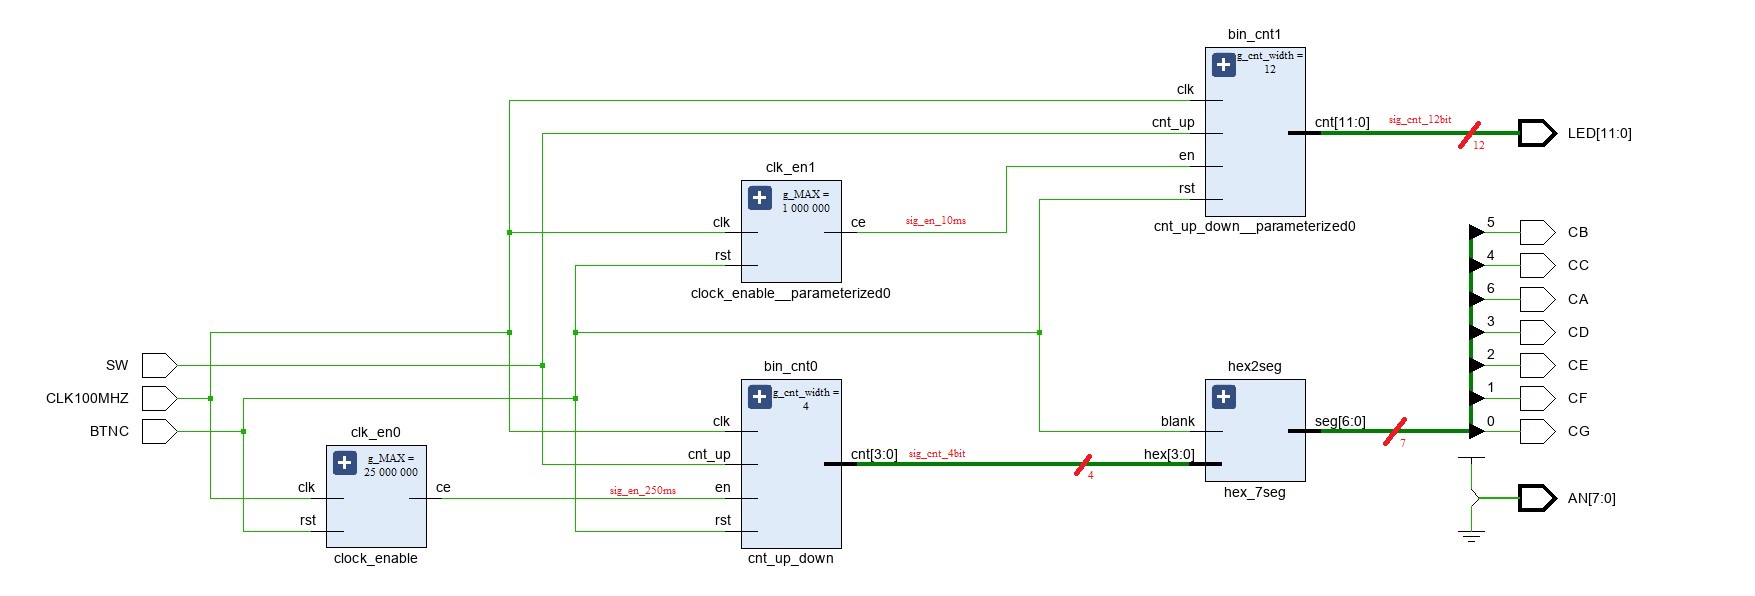 bin_cnt1
g_cnt_width =
12
clk
cnt_up
en
rst
cnt[11:0]
sig_cnt_12bit
12
LED[11:0]
cnt_up_down__parameterized0
clk_en1
g_MAX =
1 000 000
clk
rst
ce
sig_en_10ms
clock_enable__parameterized0
SW
CLK100MHZ
BTNC
clk_en0
g_MAX =
25 000 000
clk
rst
ce
sig_en_250ms
clock_enable
bin_cnt0
g_cnt_width =
4
clk
cnt_up
en
rst
cnt[3:0]
sig_cnt_4bit
4
cnt_up_down
hex2seg
blank
hex[3:0]
seg[6:0]
7
hex_7seg
5 CB
4 CC
6 CA
3 CD
2 CE
1 CF
0 CG
AN[7:0]